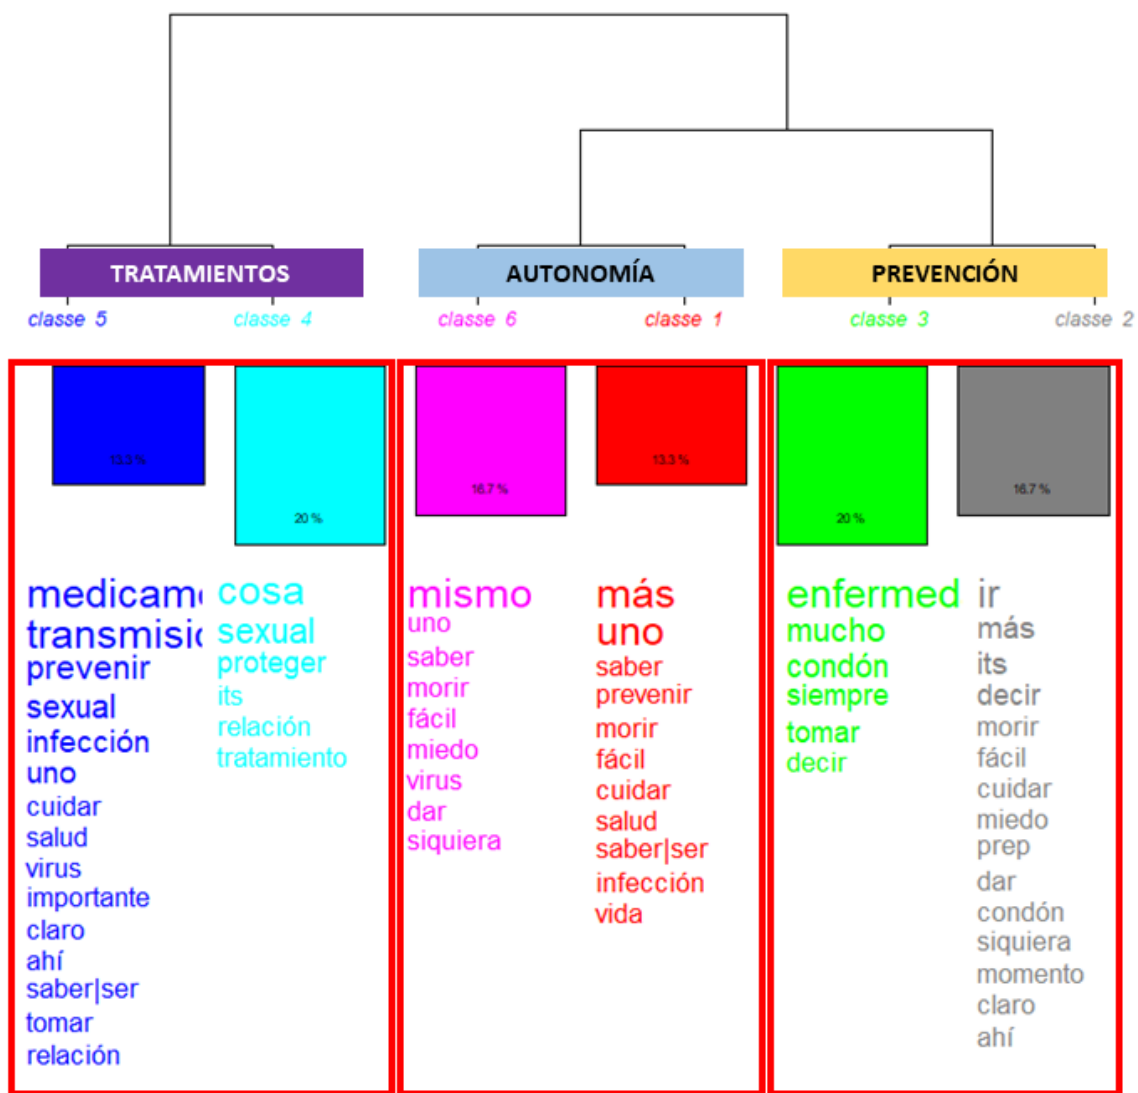 TRATAMIENTOS AUTONOMÍA PREVENCIÓN
classe 5 classe 4 classe 6 classe 1 classe 3 classe 2
13.3 % 20 % 16.7 % 13.3 % 20 % 16.7 %
medicam
transmisi
prevenir
sexual
infección
uno
cuidar
salud
virus
importante
claro
ahí
saber|ser
tomar
relación
cosa
sexual
proteger
its
relación
tratamiento
mismo
uno
saber
morir
fácil
miedo
virus
dar
siquiera
más
uno
saber
prevenir
morir
fácil
cuidar
salud
saber|ser
infección
vida
enfermed
mucho
condón
siempre
tomar
decir
ir
más
its
decir
morir
fácil
cuidar
miedo
prep
dar
condón
siquiera
momento
claro
ahí